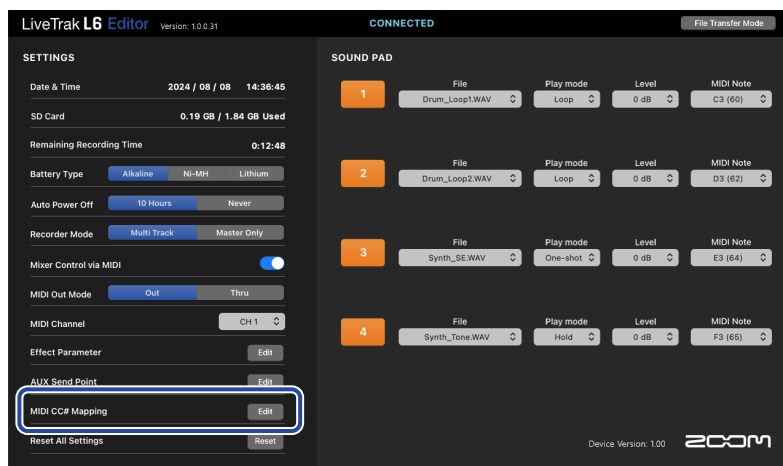 LiveTrak L6 Editor Version: 1.0.0.31 CONNECTED File Transfer Mode
SETTINGS
Date & Time 2024 / 08 / 08 14:36:45
SD Card 0.19 GB / 1.84 GB Used
Remaining Recording Time 0:12:48
Battery Type Alkaline Ni-MH Lithium
Auto Power Off 10 Hours Never
Recorder Mode Multi Track Master Only
Mixer Control via MIDI
MIDI Out Mode Out Thru
MIDI Channel CH 1
Effect Parameter Edit
AUX Send Point Edit
MIDI CC# Mapping Edit
Reset All Settings Reset
SOUND PAD
File Play mode Level MIDI Note
1 Drum_Loop1.WAV Loop 0 dB C3 (60)
File Play mode Level MIDI Note
2 Drum_Loop2.WAV Loop 0 dB D3 (62)
File Play mode Level MIDI Note
3 Synth_SE.WAV One-shot 0 dB E3 (64)
File Play mode Level MIDI Note
4 Synth_Tone.WAV Hold 0 dB F3 (65)
Device Version: 1.00 ZOOM